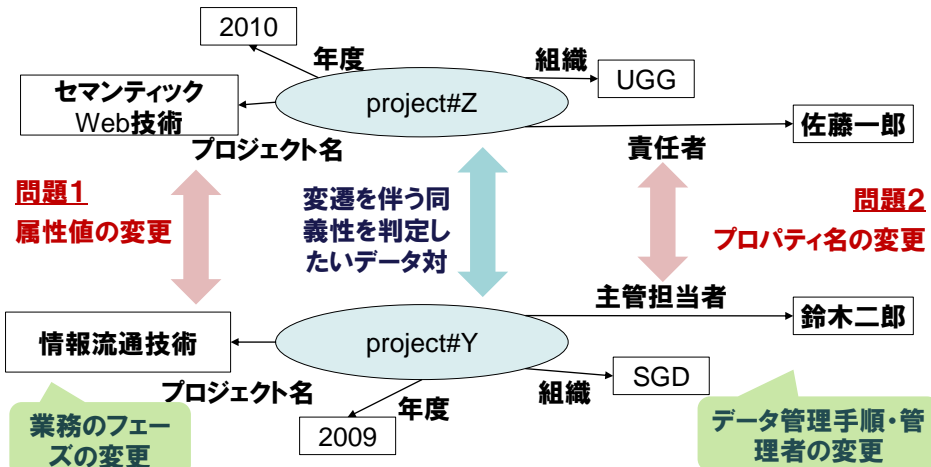 2010
年度
組織
セマンティック
Web技術
project#Z
UGG
プロジェクト名
責任者
佐藤一郎
問題1
属性値の変更
変遷を伴う同
義性を判定し
たいデータ対
問題2
プロパティ名の変更
主管担当者
情報流通技術
project#Y
鈴木二郎
プロジェクト名
年度
組織
SGD
2009
業務のフェー
ズの変更
データ管理手順・管
理者の変更